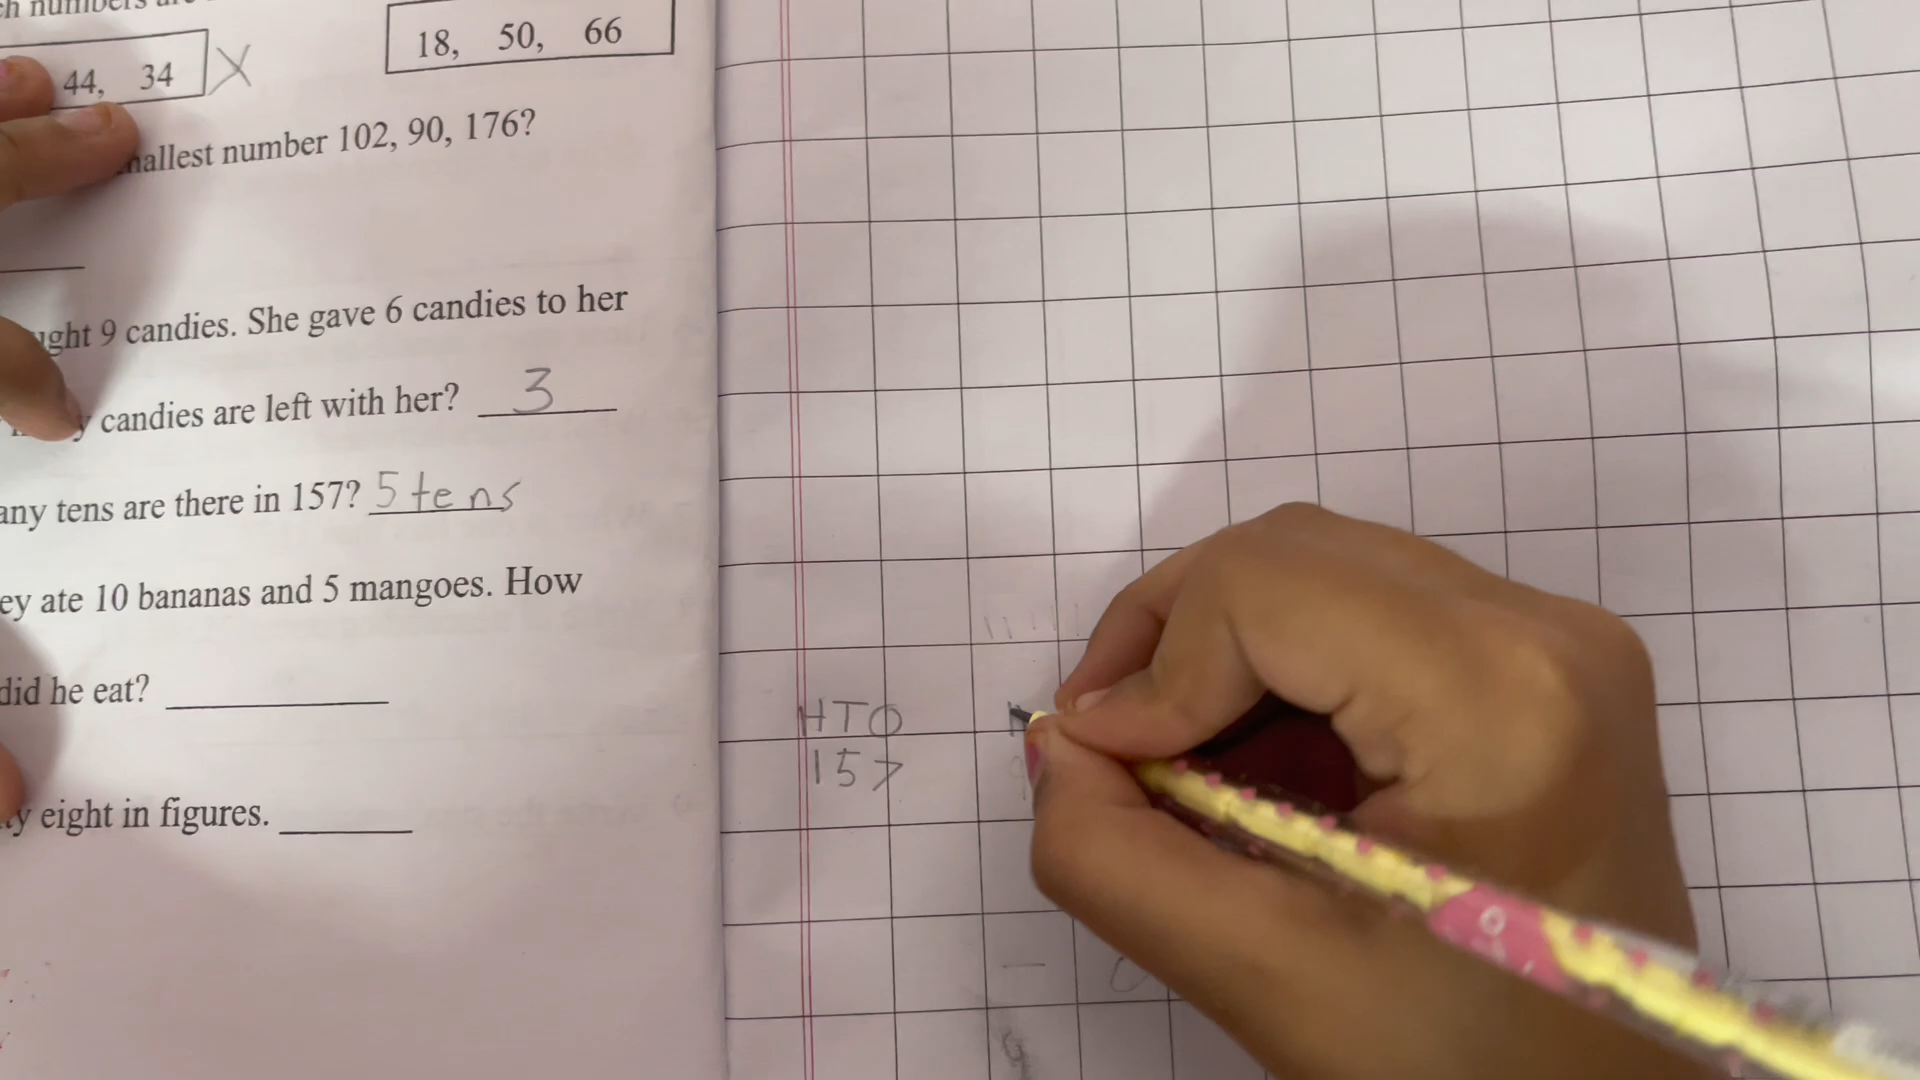 numbers
44, 34 X
18, 50, 66
smallest number 102, 90, 176?
ught 9 candies. She gave 6 candies to her
y candies are left with her? 3
any tens are there in 157? 5 tens
ey ate 10 bananas and 5 mangoes. How
did he eat?
y eight in figures.
HTO
157